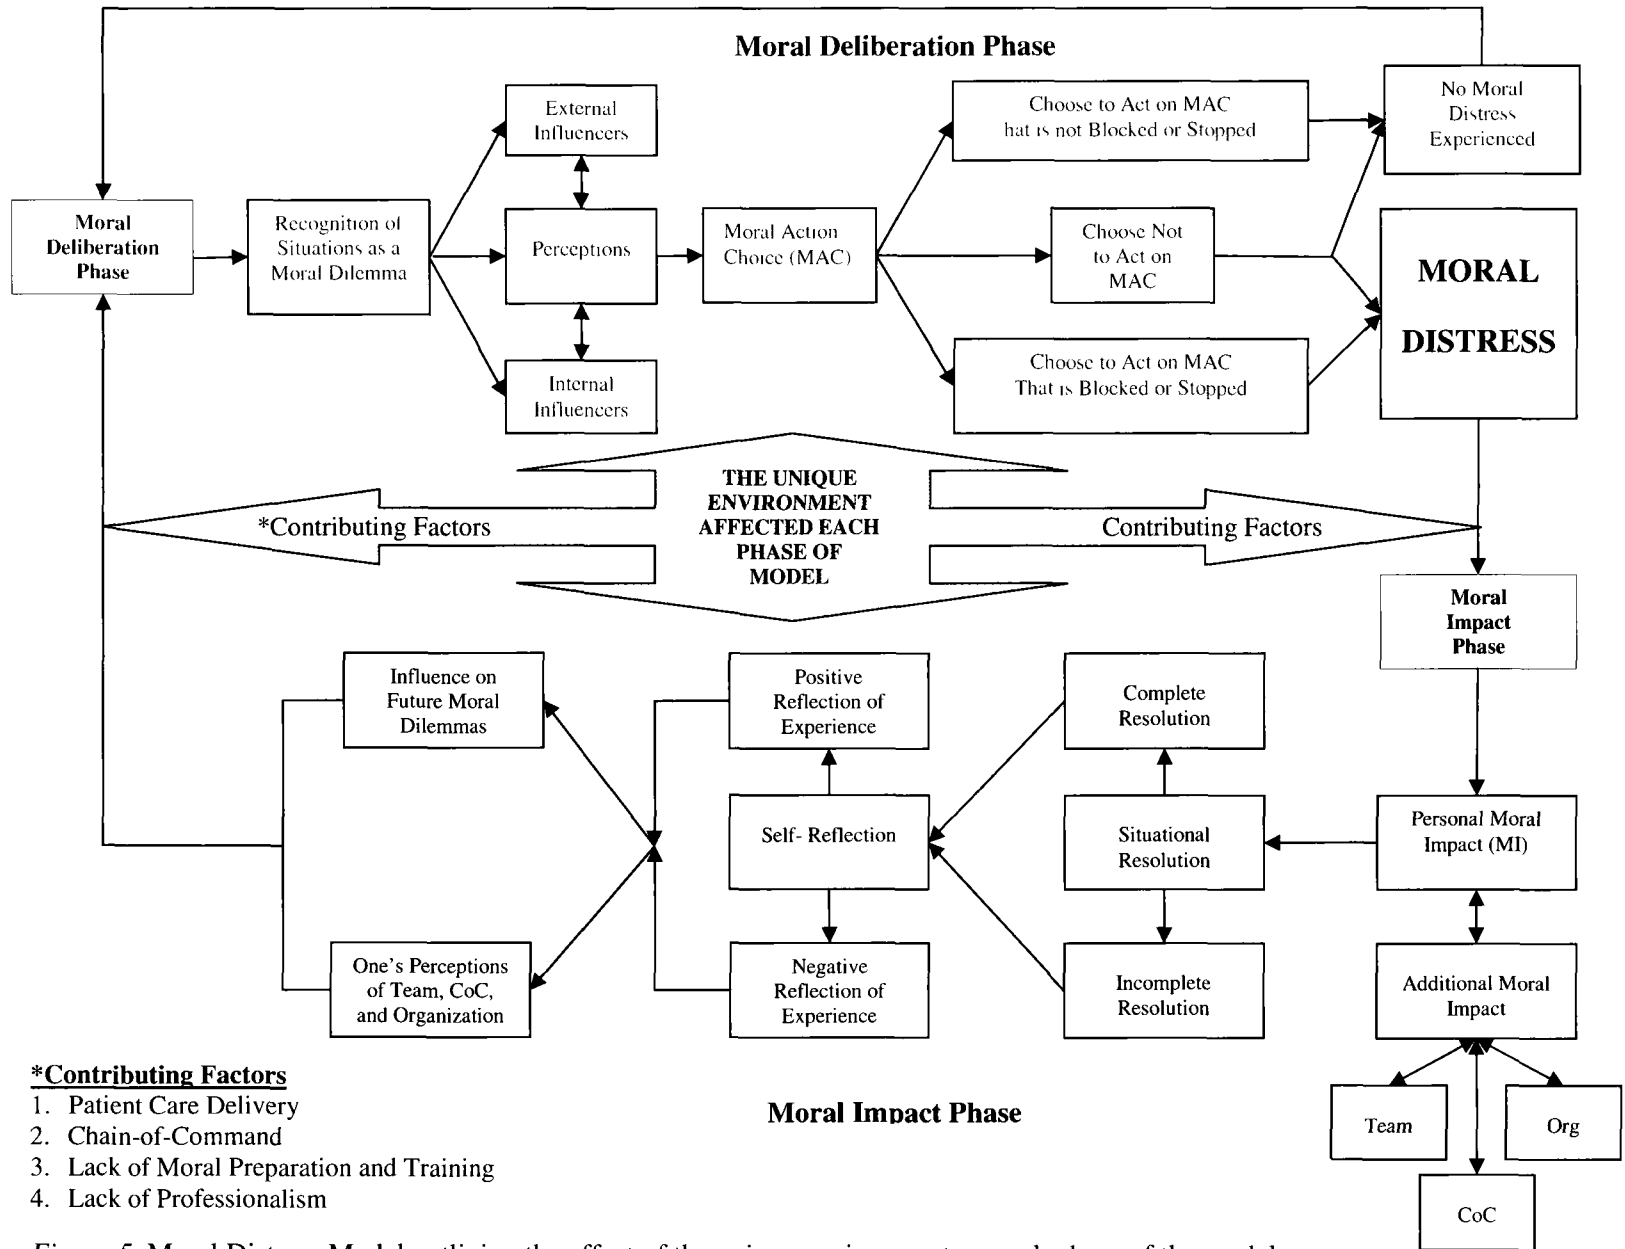 Moral Deliberation Phase
External
Influencers
Choose to Act on MAC
hat is not Blocked or Stopped
No Moral
Distress
Experienced
Moral
Deliberation
Phase
Recognition of
Situations as a
Moral Dilemma
Perceptions
Moral Action
Choice (MAC)
Choose Not
to Act on
MAC
MORAL
DISTRESS
Internal
Influencers
Choose to Act on MAC
That is Blocked or Stopped
*Contributing Factors
THE UNIQUE
ENVIRONMENT
AFFECTED EACH
PHASE OF
MODEL
Contributing Factors
Moral
Impact
Phase
Influence on
Future Moral
Dilemmas
Positive
Reflection of
Experience
Complete
Resolution
Self- Reflection
Situational
Resolution
Personal Moral
Impact (MI)
One's Perceptions
of Team, CoC,
and Organization
Negative
Reflection of
Experience
Incomplete
Resolution
Additional Moral
Impact
Team
Org
CoC
*Contributing Factors
1. Patient Care Delivery
2. Chain-of-Command
3. Lack of Moral Preparation and Training
4. Lack of Professionalism
Moral Impact Phase